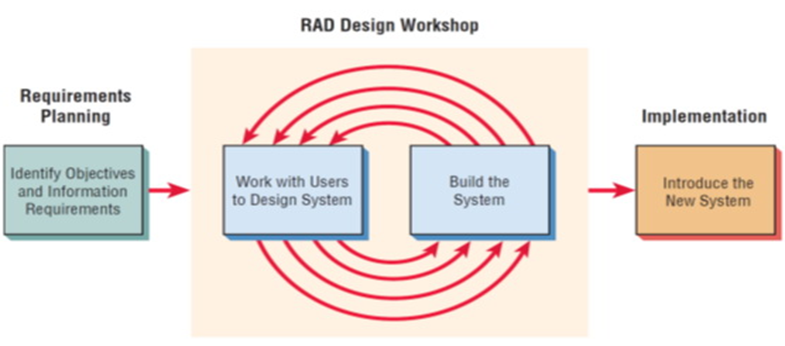 RAD Design Workshop
Requirements
Planning
Identify Objectives
and Information
Requirements
Work with Users
to Design System
Build the
System
Implementation
Introduce the
New System